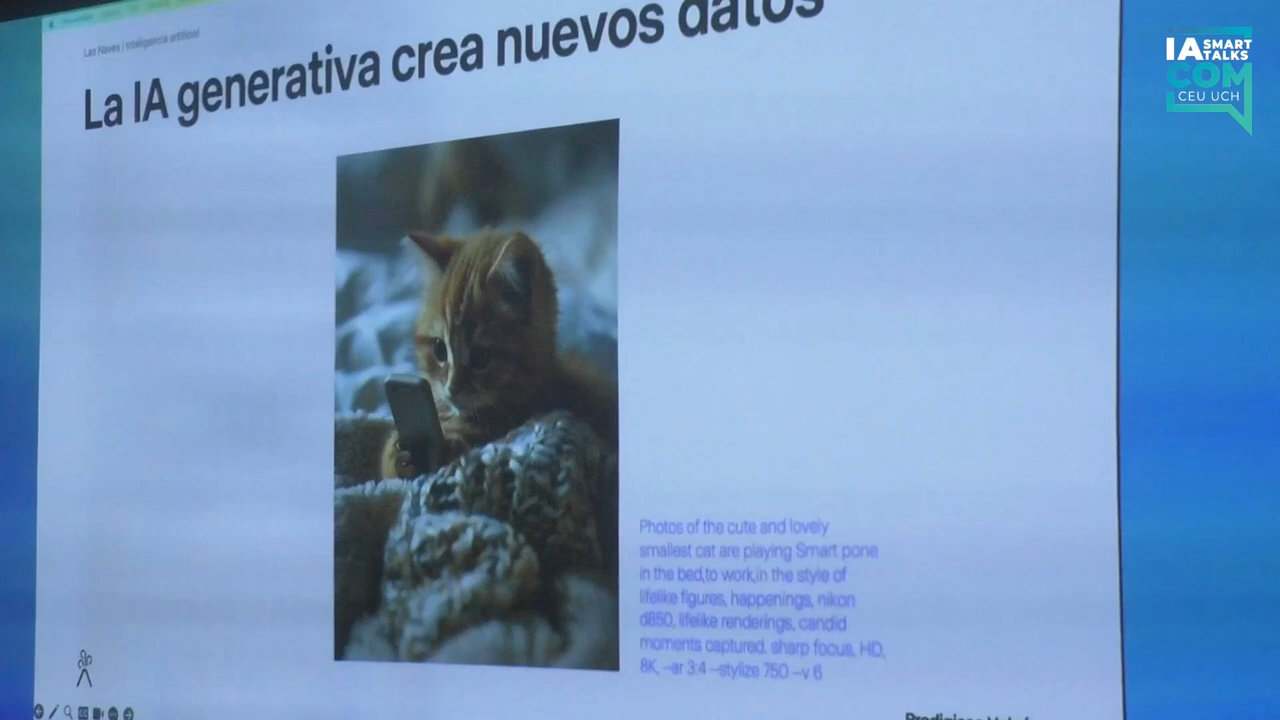 Las Naves | Inteligencia artificial
La IA generativa crea nuevos datos
IA SMART TALKS
COM
CEU UCH
Photos of the cute and lovely
smallest cat are playing Smart pone
in the bed,to work,in the style of
lifelike figures, happenings, nikon
d850, lifelike renderings, candid
moments captured. sharp focus, HD,
8K, --ar 3:4 --stylize 750 --v 6